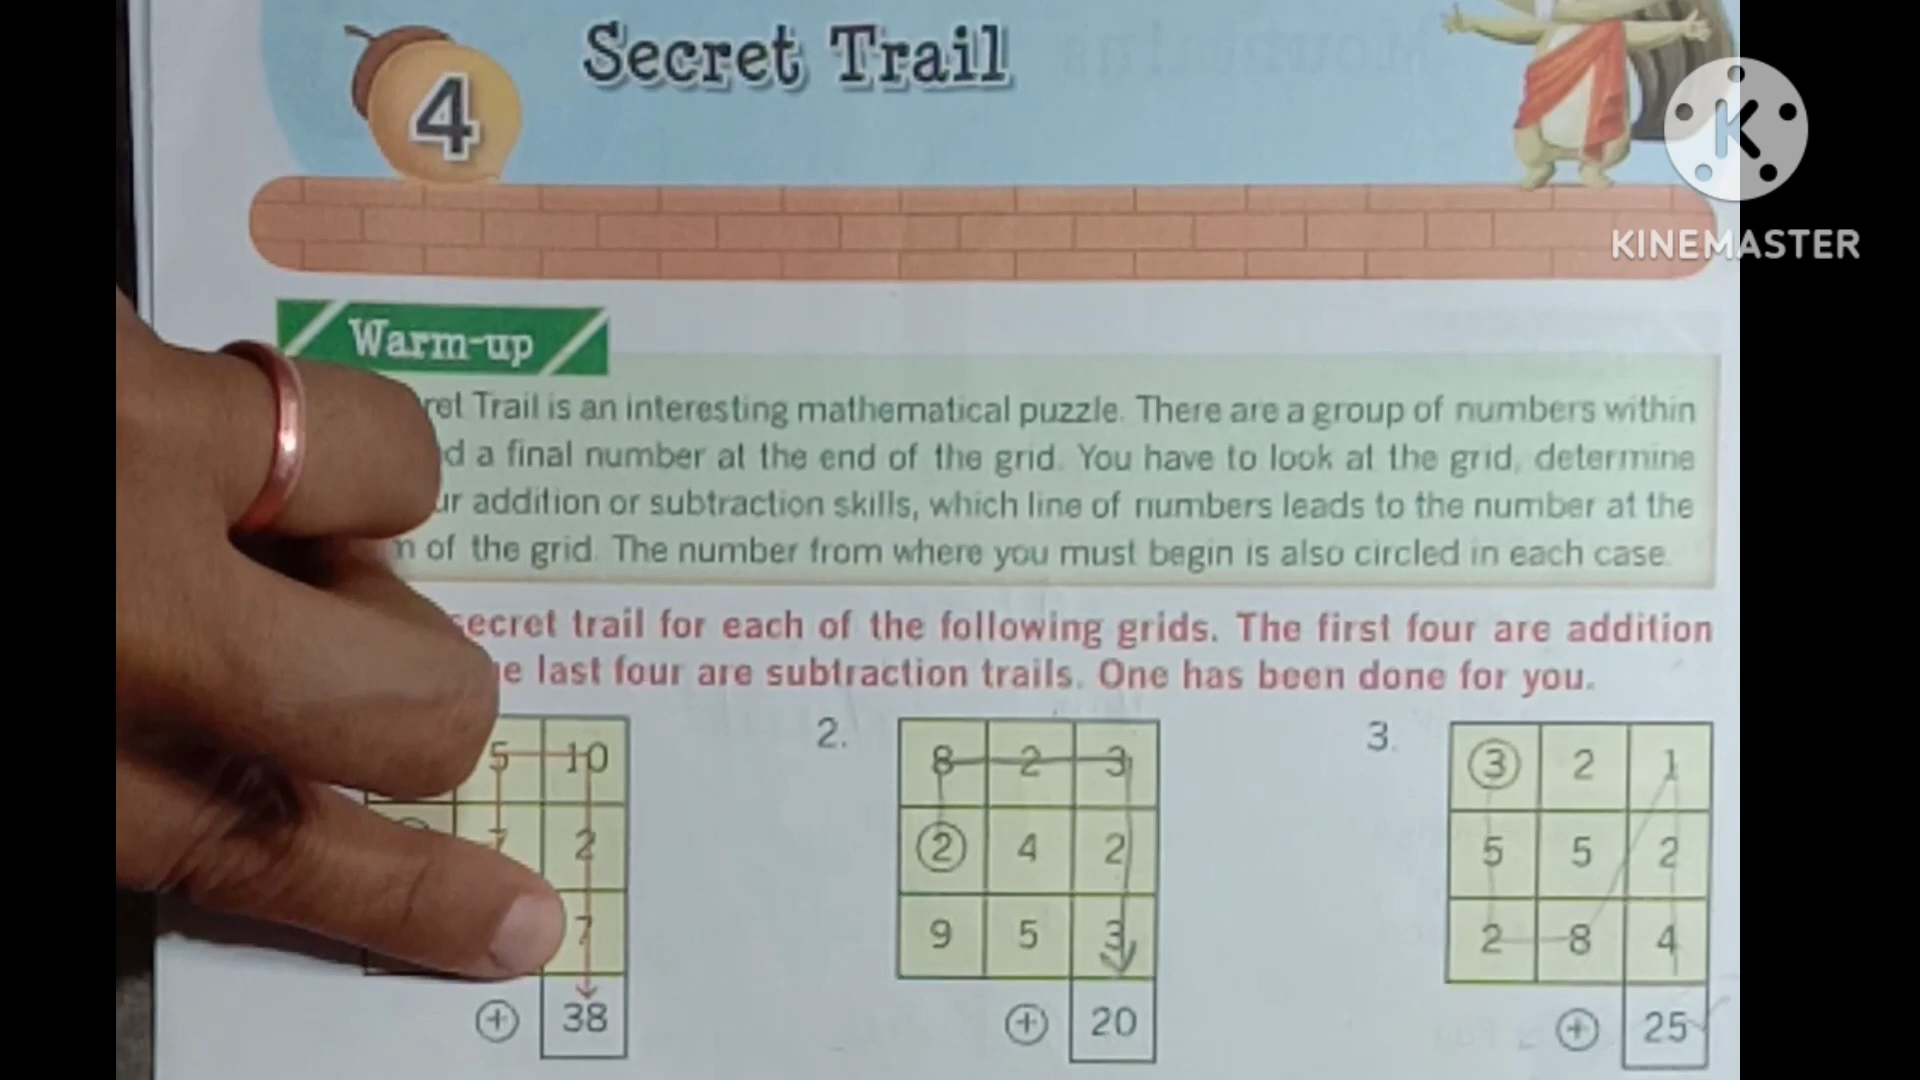 Secret Trail
4
K
KINEMASTER
Warm-up
ret Trail is an interesting mathematical puzzle. There are a group of numbers within
d a final number at the end of the grid. You have to look at the grid, determine
ur addition or subtraction skills, which line of numbers leads to the number at the
of the grid. The number from where you must begin is also circled in each case.
secret trail for each of the following grids. The first four are addition
e last four are subtraction trails. One has been done for you.
5 10
7 2
7
+ 38
2.
8 2 3
2 4 2
9 5 3
+ 20
3.
3 2 1
5 5 2
2 8 4
+ 25